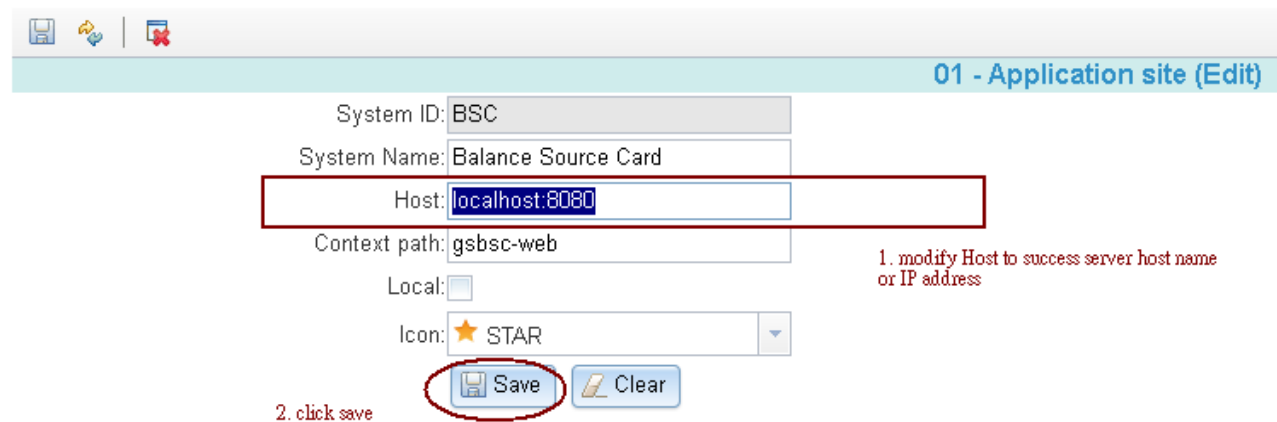 01 - Application site (Edit)
System ID: BSC
System Name: Balance Source Card
Host: localhost:8080
Context path: gsbsc-web
1. modify Host to success server host name
or IP address
Local:
Icon: STAR
Save Clear
2. click save